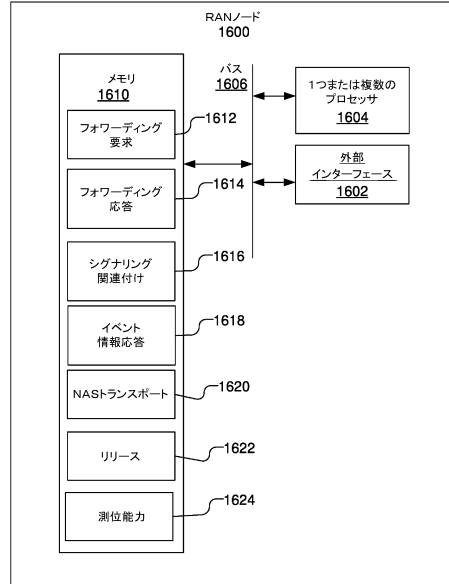 RANノード
1600
メモリ
1610
フォワーディング
要求
1612
フォワーディング
応答
1614
シグナリング
関連付け
1616
イベント
情報応答
1618
NASトランスポート
1620
リリース
1622
測位能力
1624
バス
1606
1つまたは複数の
プロセッサ
1604
外部
インターフェース
1602